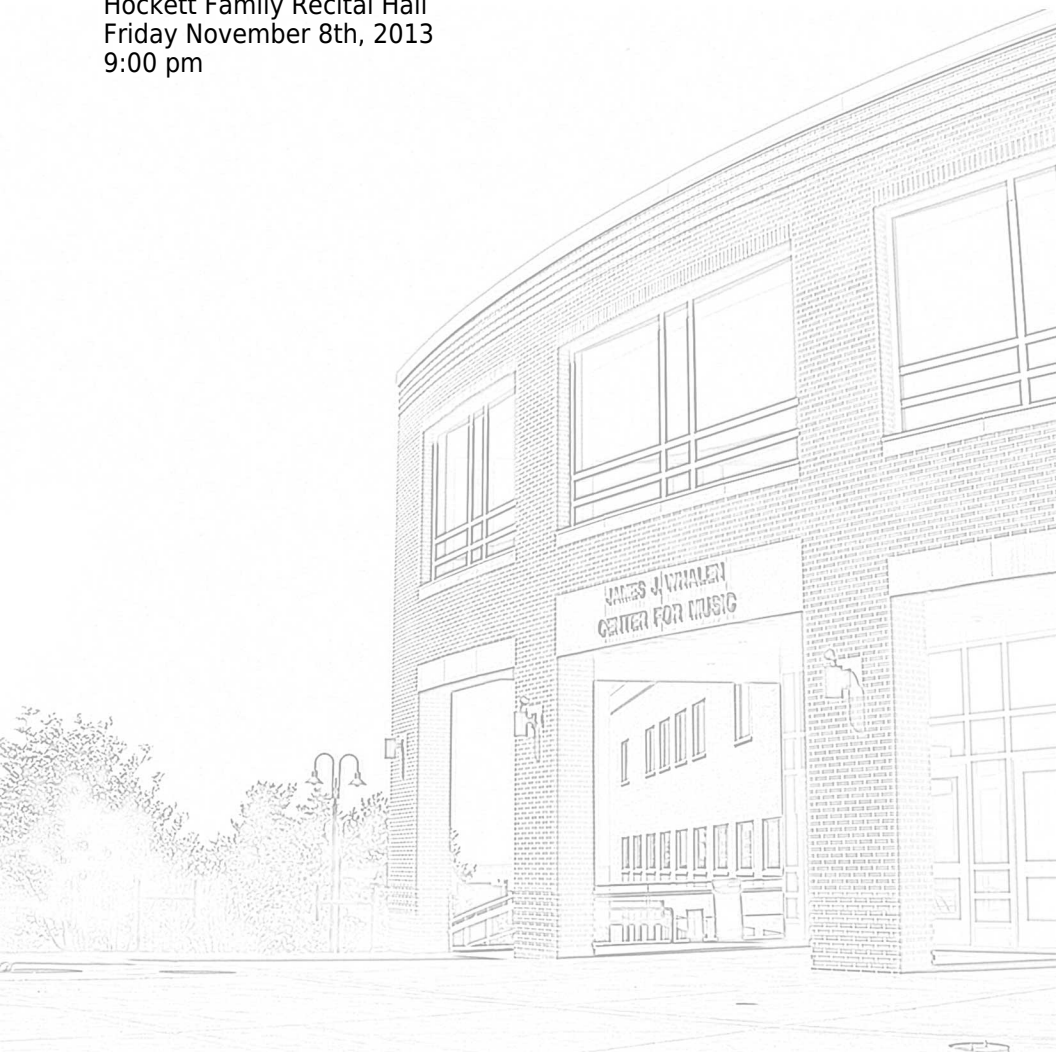 Hockett Family Recital Hall
Friday November 8th, 2013
9:00 pm
JAMES J. WHALEN
CENTER FOR MUSIC